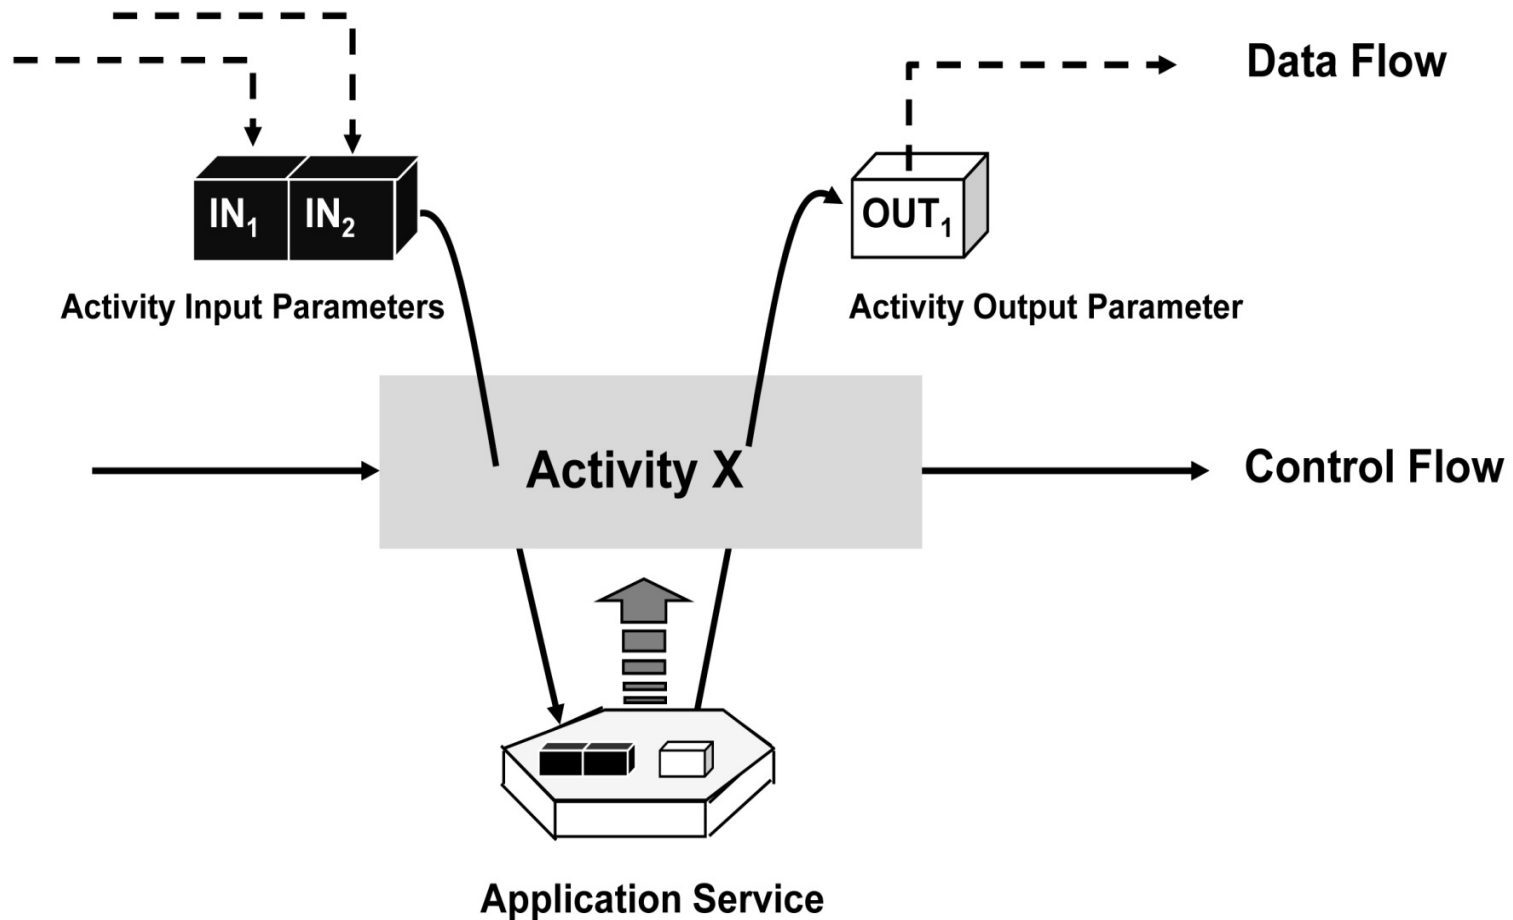 Data Flow
IN1 IN2
OUT1
Activity Input Parameters
Activity Output Parameter
Activity X
Control Flow
Application Service